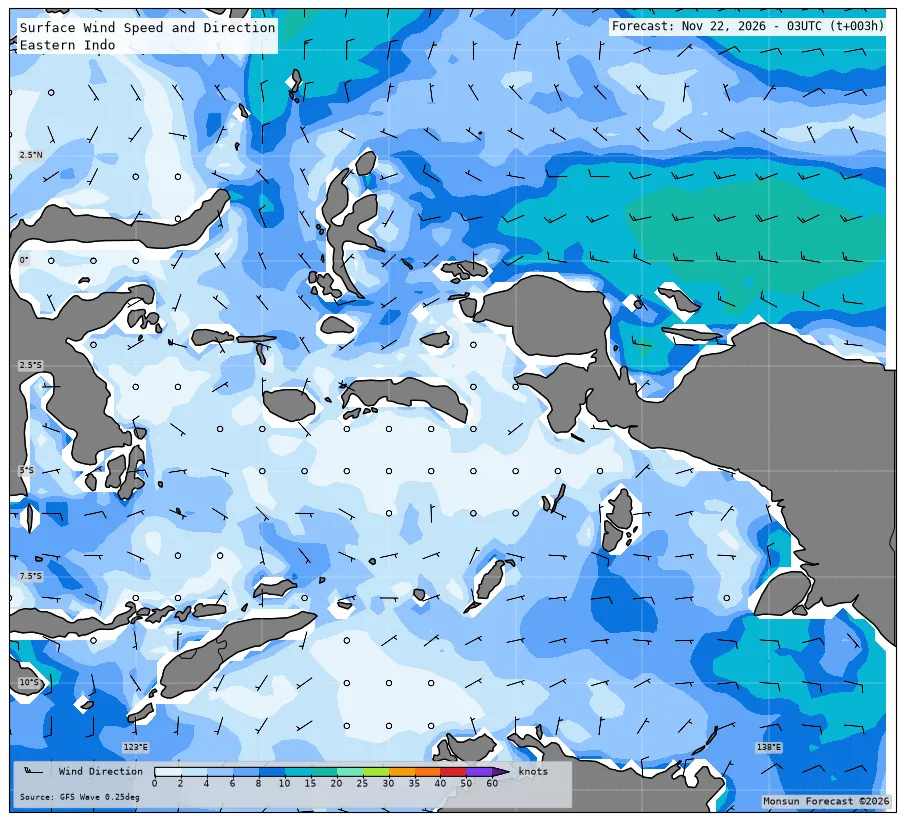 Surface Wind Speed and Direction
Eastern Indo
Forecast: Nov 22, 2026 - 03UTC (t+003h)
2.5°N
0°
2.5°S
5°S
7.5°S
10°S
123°E
138°E
Wind Direction
knots
0 2 4 6 8 10 15 20 25 30 35 40 45 50 60
Source: GFS Wave 0.25deg
Monsun Forecast ©2026